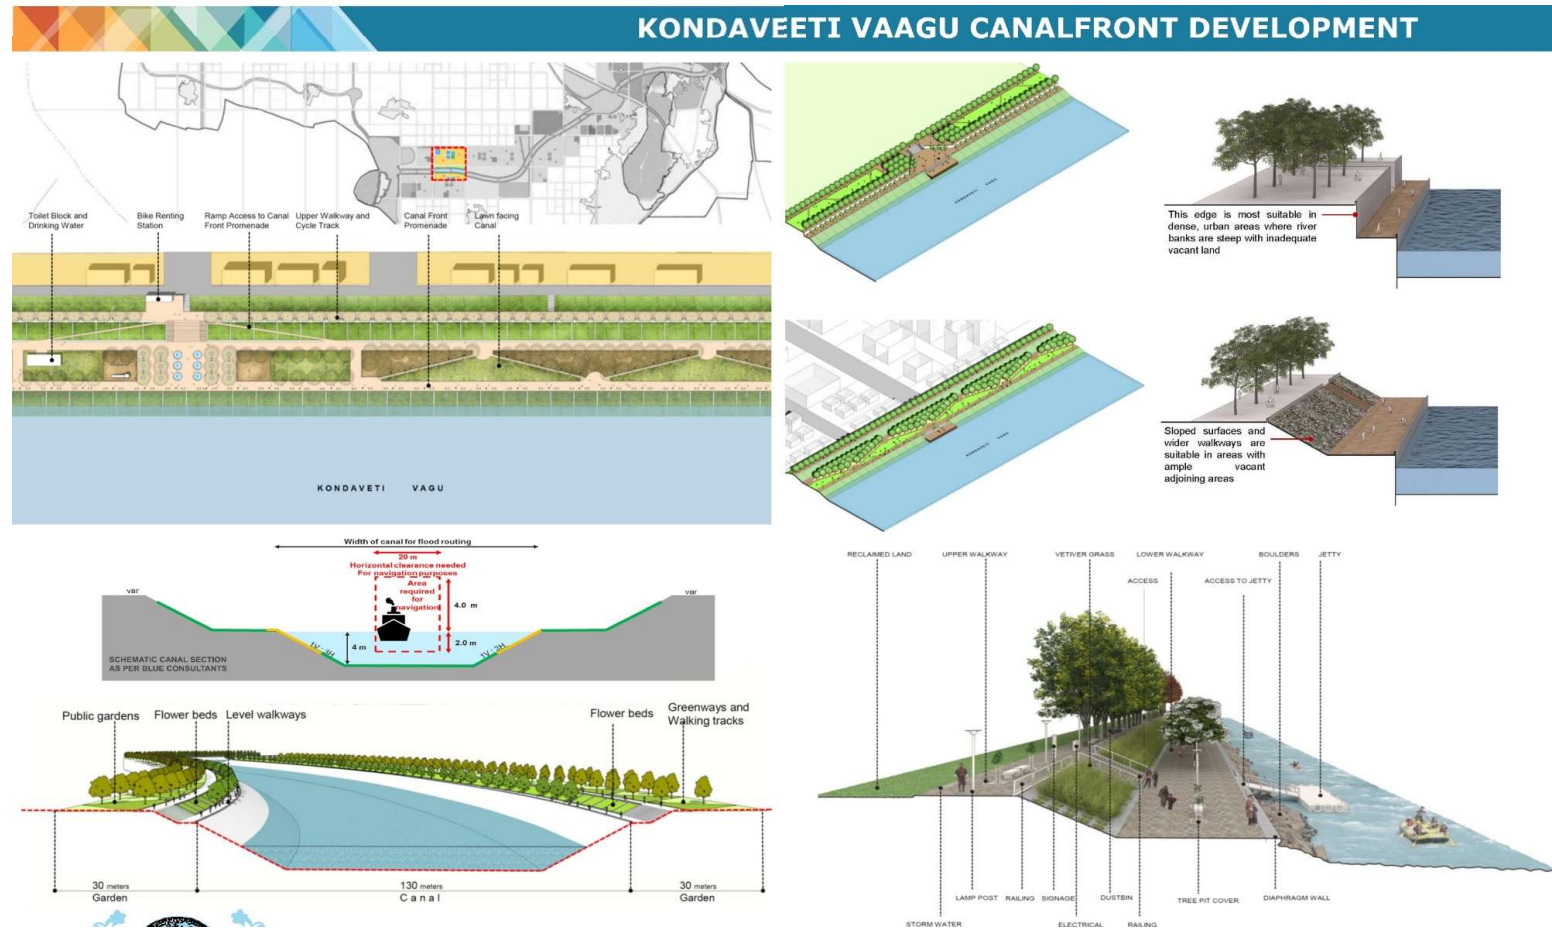 KONDAVEETI VAAGU CANALFRONT DEVELOPMENT
Toilet Block and
Drinking Water
Bike Renting
Station
Ramp Access to Canal
Front Promenade
Upper Walkway and
Cycle Track
Canal Front
Promenade
Lawn facing
Canal
KONDAVETI VAGU
Width of canal for flood routing
20 m
Horizontal clearance needed
For navigation purposes
Area
required
for
navigation
4.0 m
2.0 m
4 m
var
var
1V - 3H
1V - 3H
SCHEMATIC CANAL SECTION
AS PER BLUE CONSULTANTS
Public gardens
Flower beds
Level walkways
Flower beds
Greenways and
Walking tracks
30 meters
Garden
130 meters
Canal
30 meters
Garden
This edge is most suitable in
dense, urban areas where river
banks are steep with inadequate
vacant land
Sloped surfaces and
wider walkways are
suitable in areas with
ample vacant
adjoining areas
RECLAIMED LAND
UPPER WALKWAY
VETIVER GRASS
LOWER WALKWAY
BOULDERS
JETTY
ACCESS
ACCESS TO JETTY
LAMP POST
RAILING
SIGNAGE
DUSTBIN
TREE PIT COVER
DIAPHRAGM WALL
STORM WATER
ELECTRICAL
RAILING